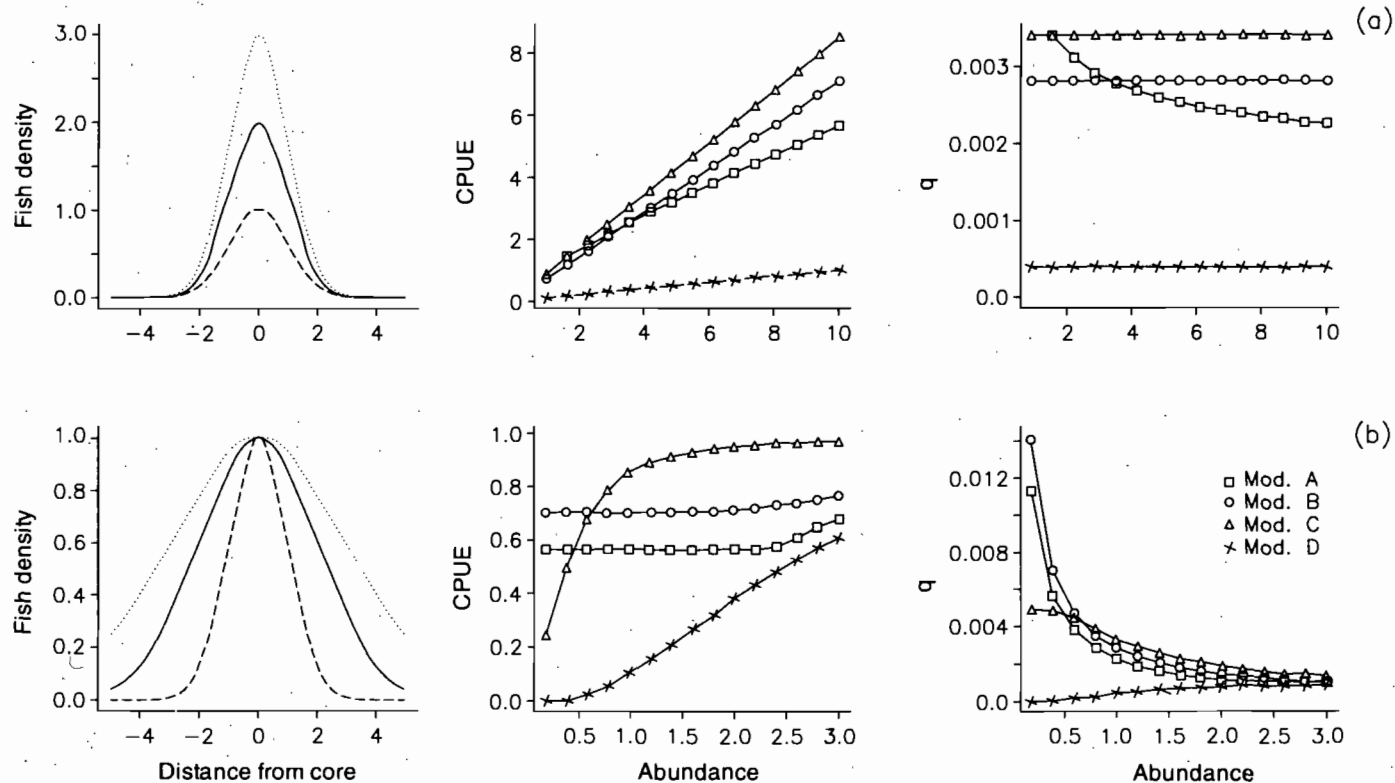 (a)
Fish density
3.0
2.0
1.0
0.0
−4 −2 0 2 4
CPUE
8
6
4
2
0
2 4 6 8 10
q
0.003
0.002
0.001
0.0
2 4 6 8 10
(b)
Fish density
1.0
0.8
0.6
0.4
0.2
0.0
−4 −2 0 2 4
Distance from core
CPUE
1.0
0.8
0.6
0.4
0.2
0.0
0.5 1.0 1.5 2.0 2.5 3.0
Abundance
q
0.012
0.008
0.004
0.0
0.5 1.0 1.5 2.0 2.5 3.0
Abundance
Mod. A
Mod. B
Mod. C
Mod. D